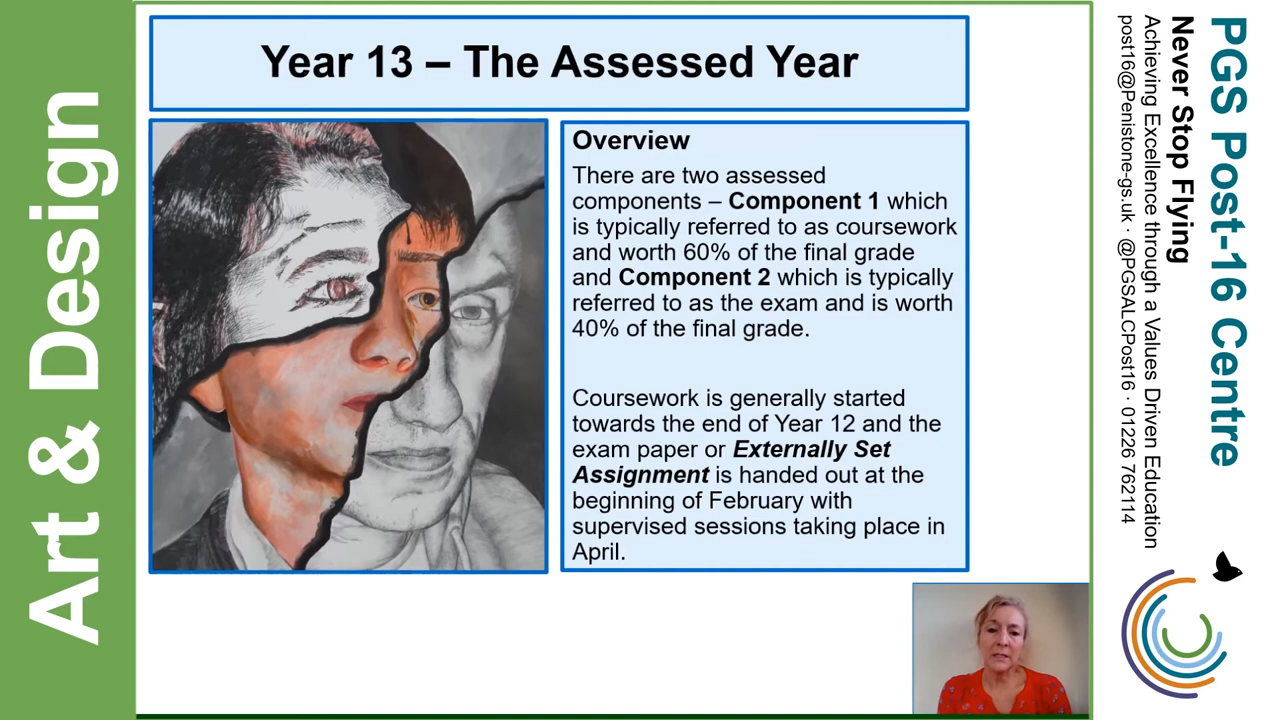 Art & Design
Year 13 – The Assessed Year
Overview
There are two assessed
components – Component 1 which
is typically referred to as coursework
and worth 60% of the final grade
and Component 2 which is typically
referred to as the exam and is worth
40% of the final grade.
Coursework is generally started
towards the end of Year 12 and the
exam paper or Externally Set
Assignment is handed out at the
beginning of February with
supervised sessions taking place in
April.
PGS Post-16 Centre
Never Stop Flying
Achieving Excellence through a Values Driven Education
post16@Penistone-gs.uk · @PGSALCPost16 · 01226 762114